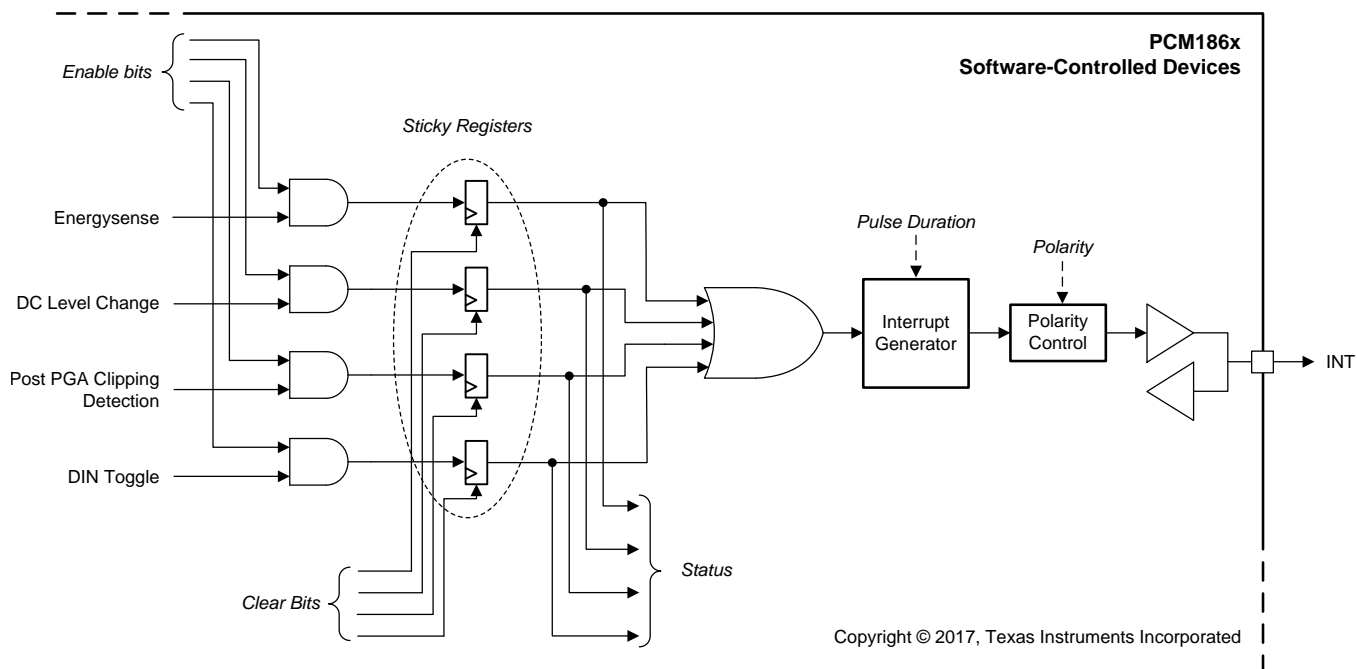 PCM186x
Software-Controlled Devices
Enable bits
Sticky Registers
Energysense
Pulse Duration
Polarity
DC Level Change
Interrupt
Generator
Polarity
Control
INT
Post PGA Clipping
Detection
DIN Toggle
Clear Bits
Status
Copyright © 2017, Texas Instruments Incorporated